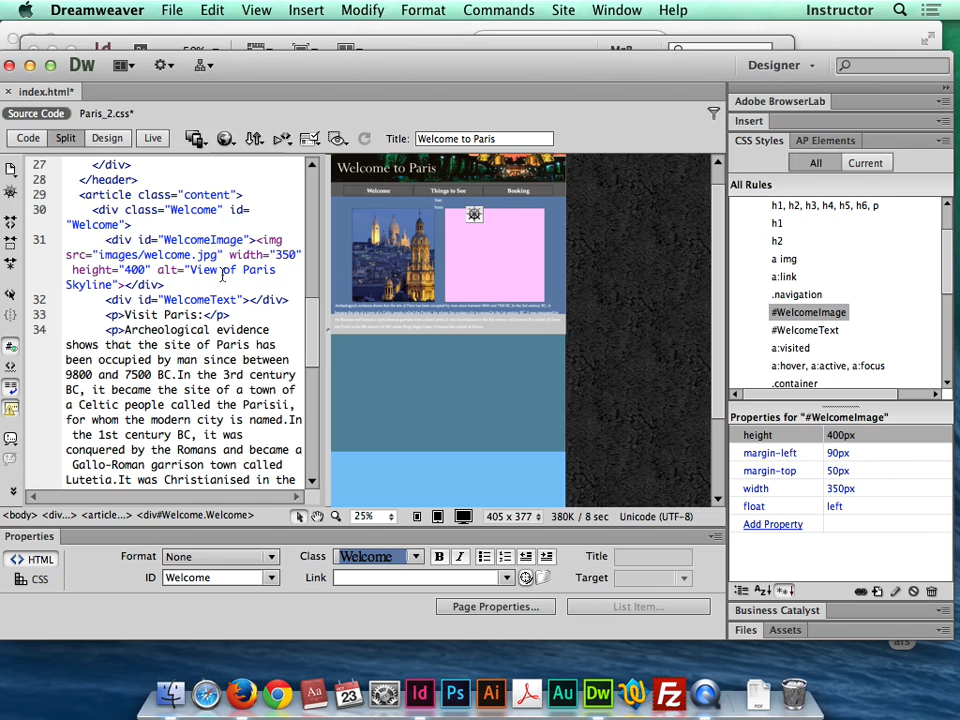 Dreamweaver File Edit View Insert Modify Format Commands Site Window Help Instructor
Dw Designer
index.html*
Source Code Paris_2.css*
Code Split Design Live Title: Welcome to Paris
27 </div>
28 </header>
29 <article class="content">
30 <div class="Welcome" id=
"Welcome">
31 <div id="WelcomeImage"><img
src="images/welcome.jpg" width="350"
height="400" alt="View of Paris
Skyline"></div>
32 <div id="WelcomeText"></div>
33 <p>Visit Paris:</p>
34 <p>Archeological evidence
shows that the site of Paris has
been occupied by man since between
9800 and 7500 BC.In the 3rd century
BC, it became the site of a town of
a Celtic people called the Parisii,
for whom the modern city is named.In
the 1st century BC, it was
conquered by the Romans and became a
Gallo-Roman garrison town called
Lutetia.It was Christianised in the
Welcome to Paris
Welcome Things to See Booking
Visit
Paris:
<body> <div...> <article...> <div#Welcome.Welcome>
25% 405 x 377 380K / 8 sec Unicode (UTF-8)
Properties
<> HTML Format None Class Welcome B I Title
CSS ID Welcome Link Target
Page Properties... List Item...
Adobe BrowserLab
Insert
CSS Styles AP Elements
All Current
All Rules
h1, h2, h3, h4, h5, h6, p
h1
h2
a img
a:link
.navigation
#WelcomeImage
#WelcomeText
a:visited
a:hover, a:active, a:focus
.container
Properties for "#WelcomeImage"
height 400px
margin-left 90px
margin-top 50px
width 350px
float left
Add Property
Business Catalyst
Files Assets
Aa 23 Id Ps Ai Au Dw Fz
PDF